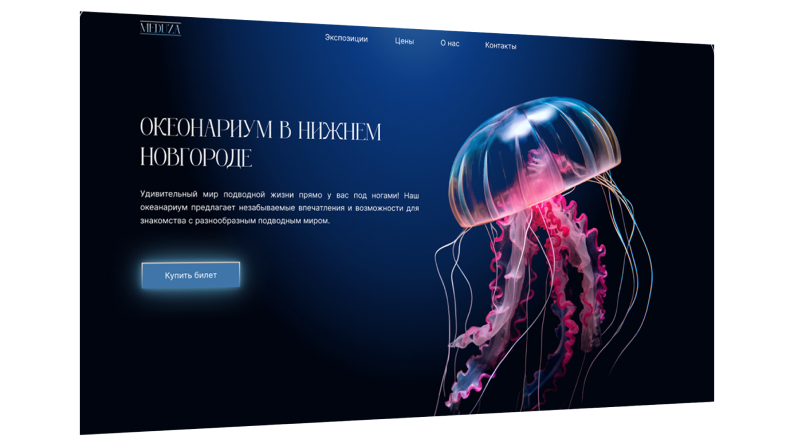 MEDUZA
Экспозиции Цены О нас Контакты
ОКЕОНАРИУМ В НИЖНЕМ
НОВГОРОДЕ
Удивительный мир подводной жизни прямо у вас под ногами! Наш
океанариум предлагает незабываемые впечатления и возможности для
знакомства с разнообразным подводным миром.
Купить билет